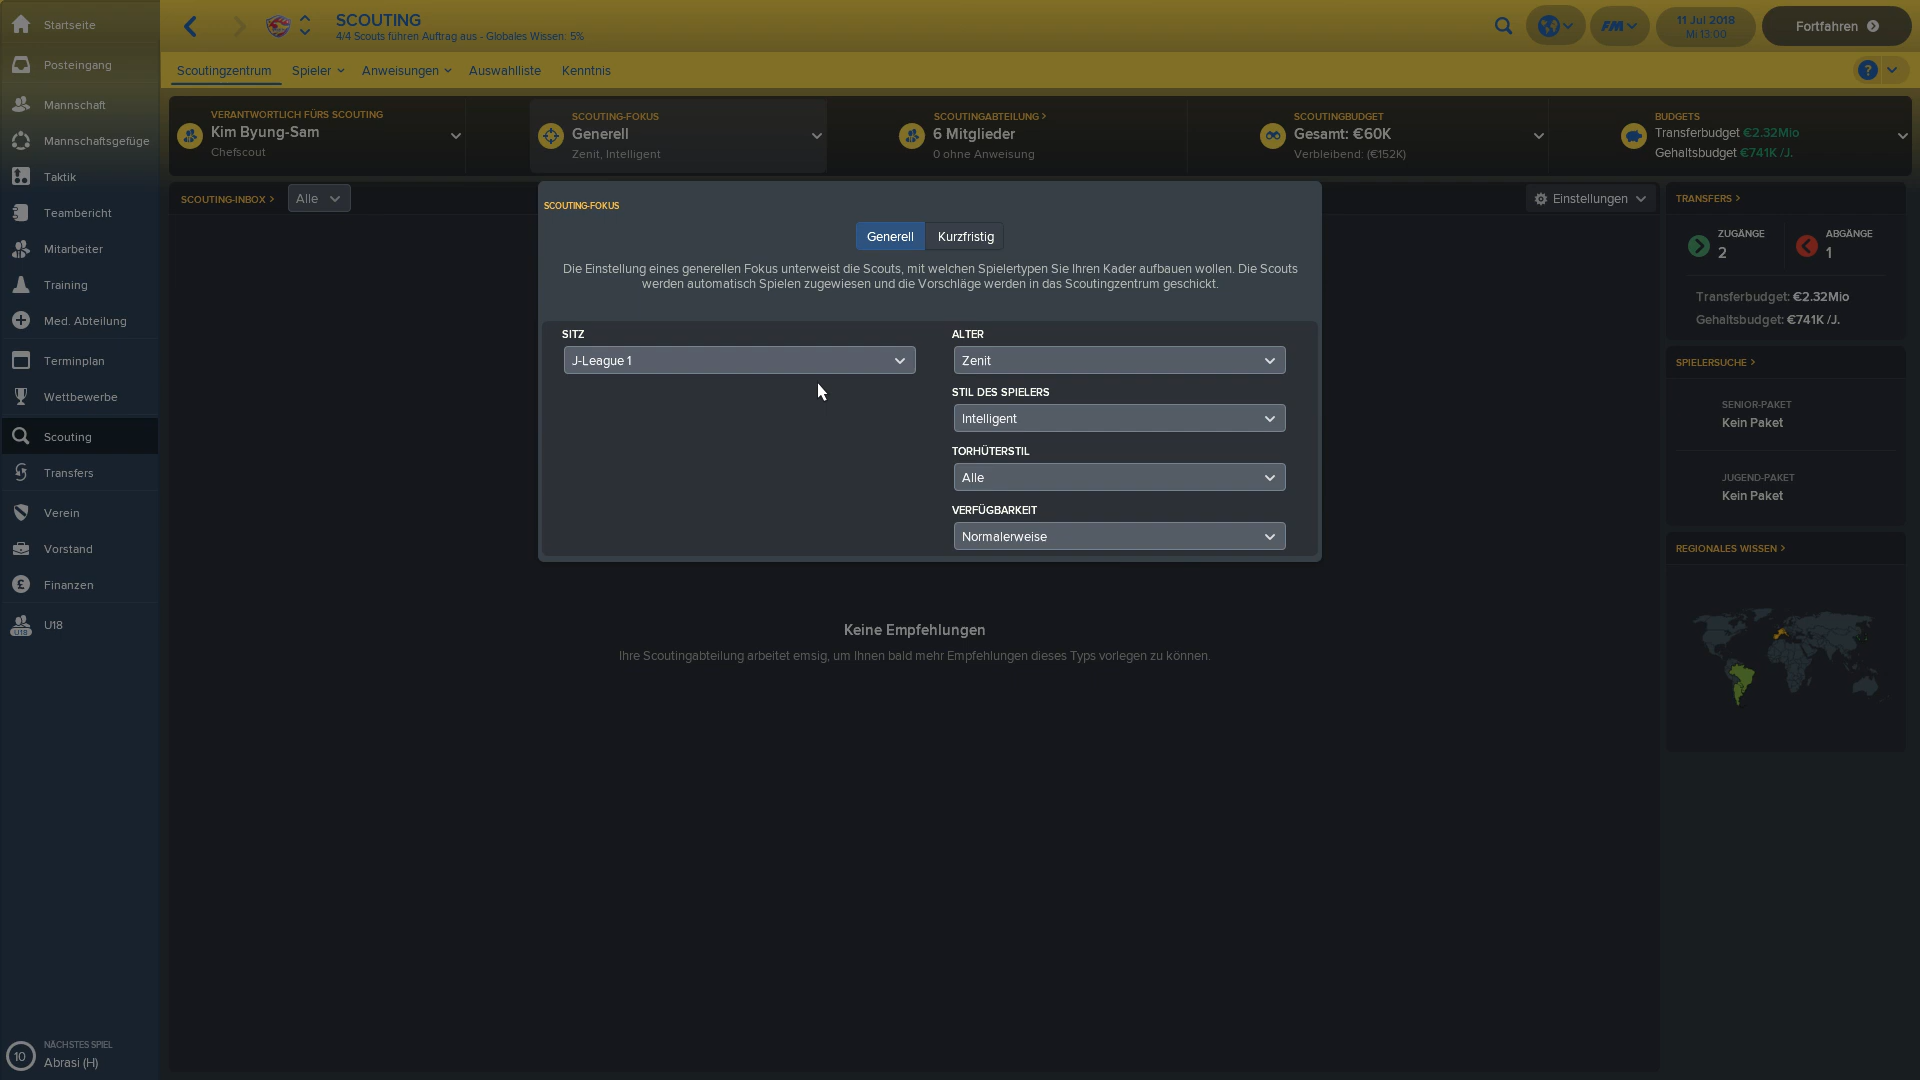 Startseite
Posteingang
Mannschaft
Mannschaftsgefüge
Taktik
Teambericht
Mitarbeiter
Training
Med. Abteilung
Terminplan
Wettbewerbe
Scouting
Transfers
Verein
Vorstand
Finanzen
U18
U18
10
NÄCHSTES SPIEL
Abrasi (H)
SCOUTING
4/4 Scouts führen Auftrag aus - Globales Wissen: 5%
FM
11 Jul 2018
Mi 13:00
Fortfahren
Scoutingzentrum
Spieler
Anweisungen
Auswahlliste
Kenntnis
?
VERANTWORTLICH FÜRS SCOUTING
Kim Byung-Sam
Chefscout
SCOUTING-FOKUS
Generell
Zenit, Intelligent
SCOUTINGABTEILUNG >
6 Mitglieder
0 ohne Anweisung
SCOUTINGBUDGET
Gesamt: €60K
Verbleibend: (€152K)
BUDGETS
Transferbudget €2.32Mio
Gehaltsbudget €741K /J.
SCOUTING-INBOX >
Alle
Einstellungen
SCOUTING-FOKUS
Generell
Kurzfristig
Die Einstellung eines generellen Fokus unterweist die Scouts, mit welchen Spielertypen Sie Ihren Kader aufbauen wollen. Die Scouts
werden automatisch Spielen zugewiesen und die Vorschläge werden in das Scoutingzentrum geschickt.
SITZ
J-League 1
ALTER
Zenit
STIL DES SPIELERS
Intelligent
TORHÜTERSTIL
Alle
VERFÜGBARKEIT
Normalerweise
Keine Empfehlungen
Ihre Scoutingabteilung arbeitet emsig, um Ihnen bald mehr Empfehlungen dieses Typs vorlegen zu können.
TRANSFERS >
ZUGÄNGE
2
ABGÄNGE
1
Transferbudget: €2.32Mio
Gehaltsbudget: €741K /J.
SPIELERSUCHE >
SENIOR-PAKET
Kein Paket
JUGEND-PAKET
Kein Paket
REGIONALES WISSEN >